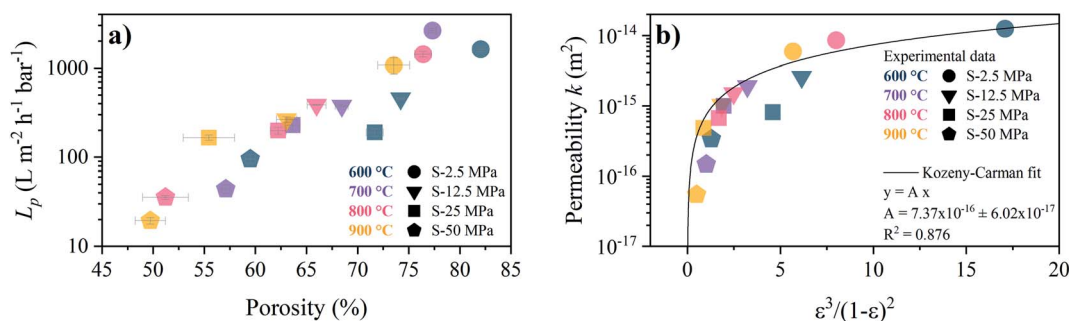 a)
1000
100
10
L_p (L m⁻² h⁻¹ bar⁻¹)
45 50 55 60 65 70 75 80 85
Porosity (%)
600 °C S-2.5 MPa
700 °C S-12.5 MPa
800 °C S-25 MPa
900 °C S-50 MPa
b)
10⁻¹⁴
10⁻¹⁵
10⁻¹⁶
10⁻¹⁷
Permeability k (m²)
0 5 10 15 20
ε³/(1-ε)²
Experimental data
600 °C S-2.5 MPa
700 °C S-12.5 MPa
800 °C S-25 MPa
900 °C S-50 MPa
Kozeny-Carman fit
y = A x
A = 7.37x10⁻¹⁶ ± 6.02x10⁻¹⁷
R² = 0.876